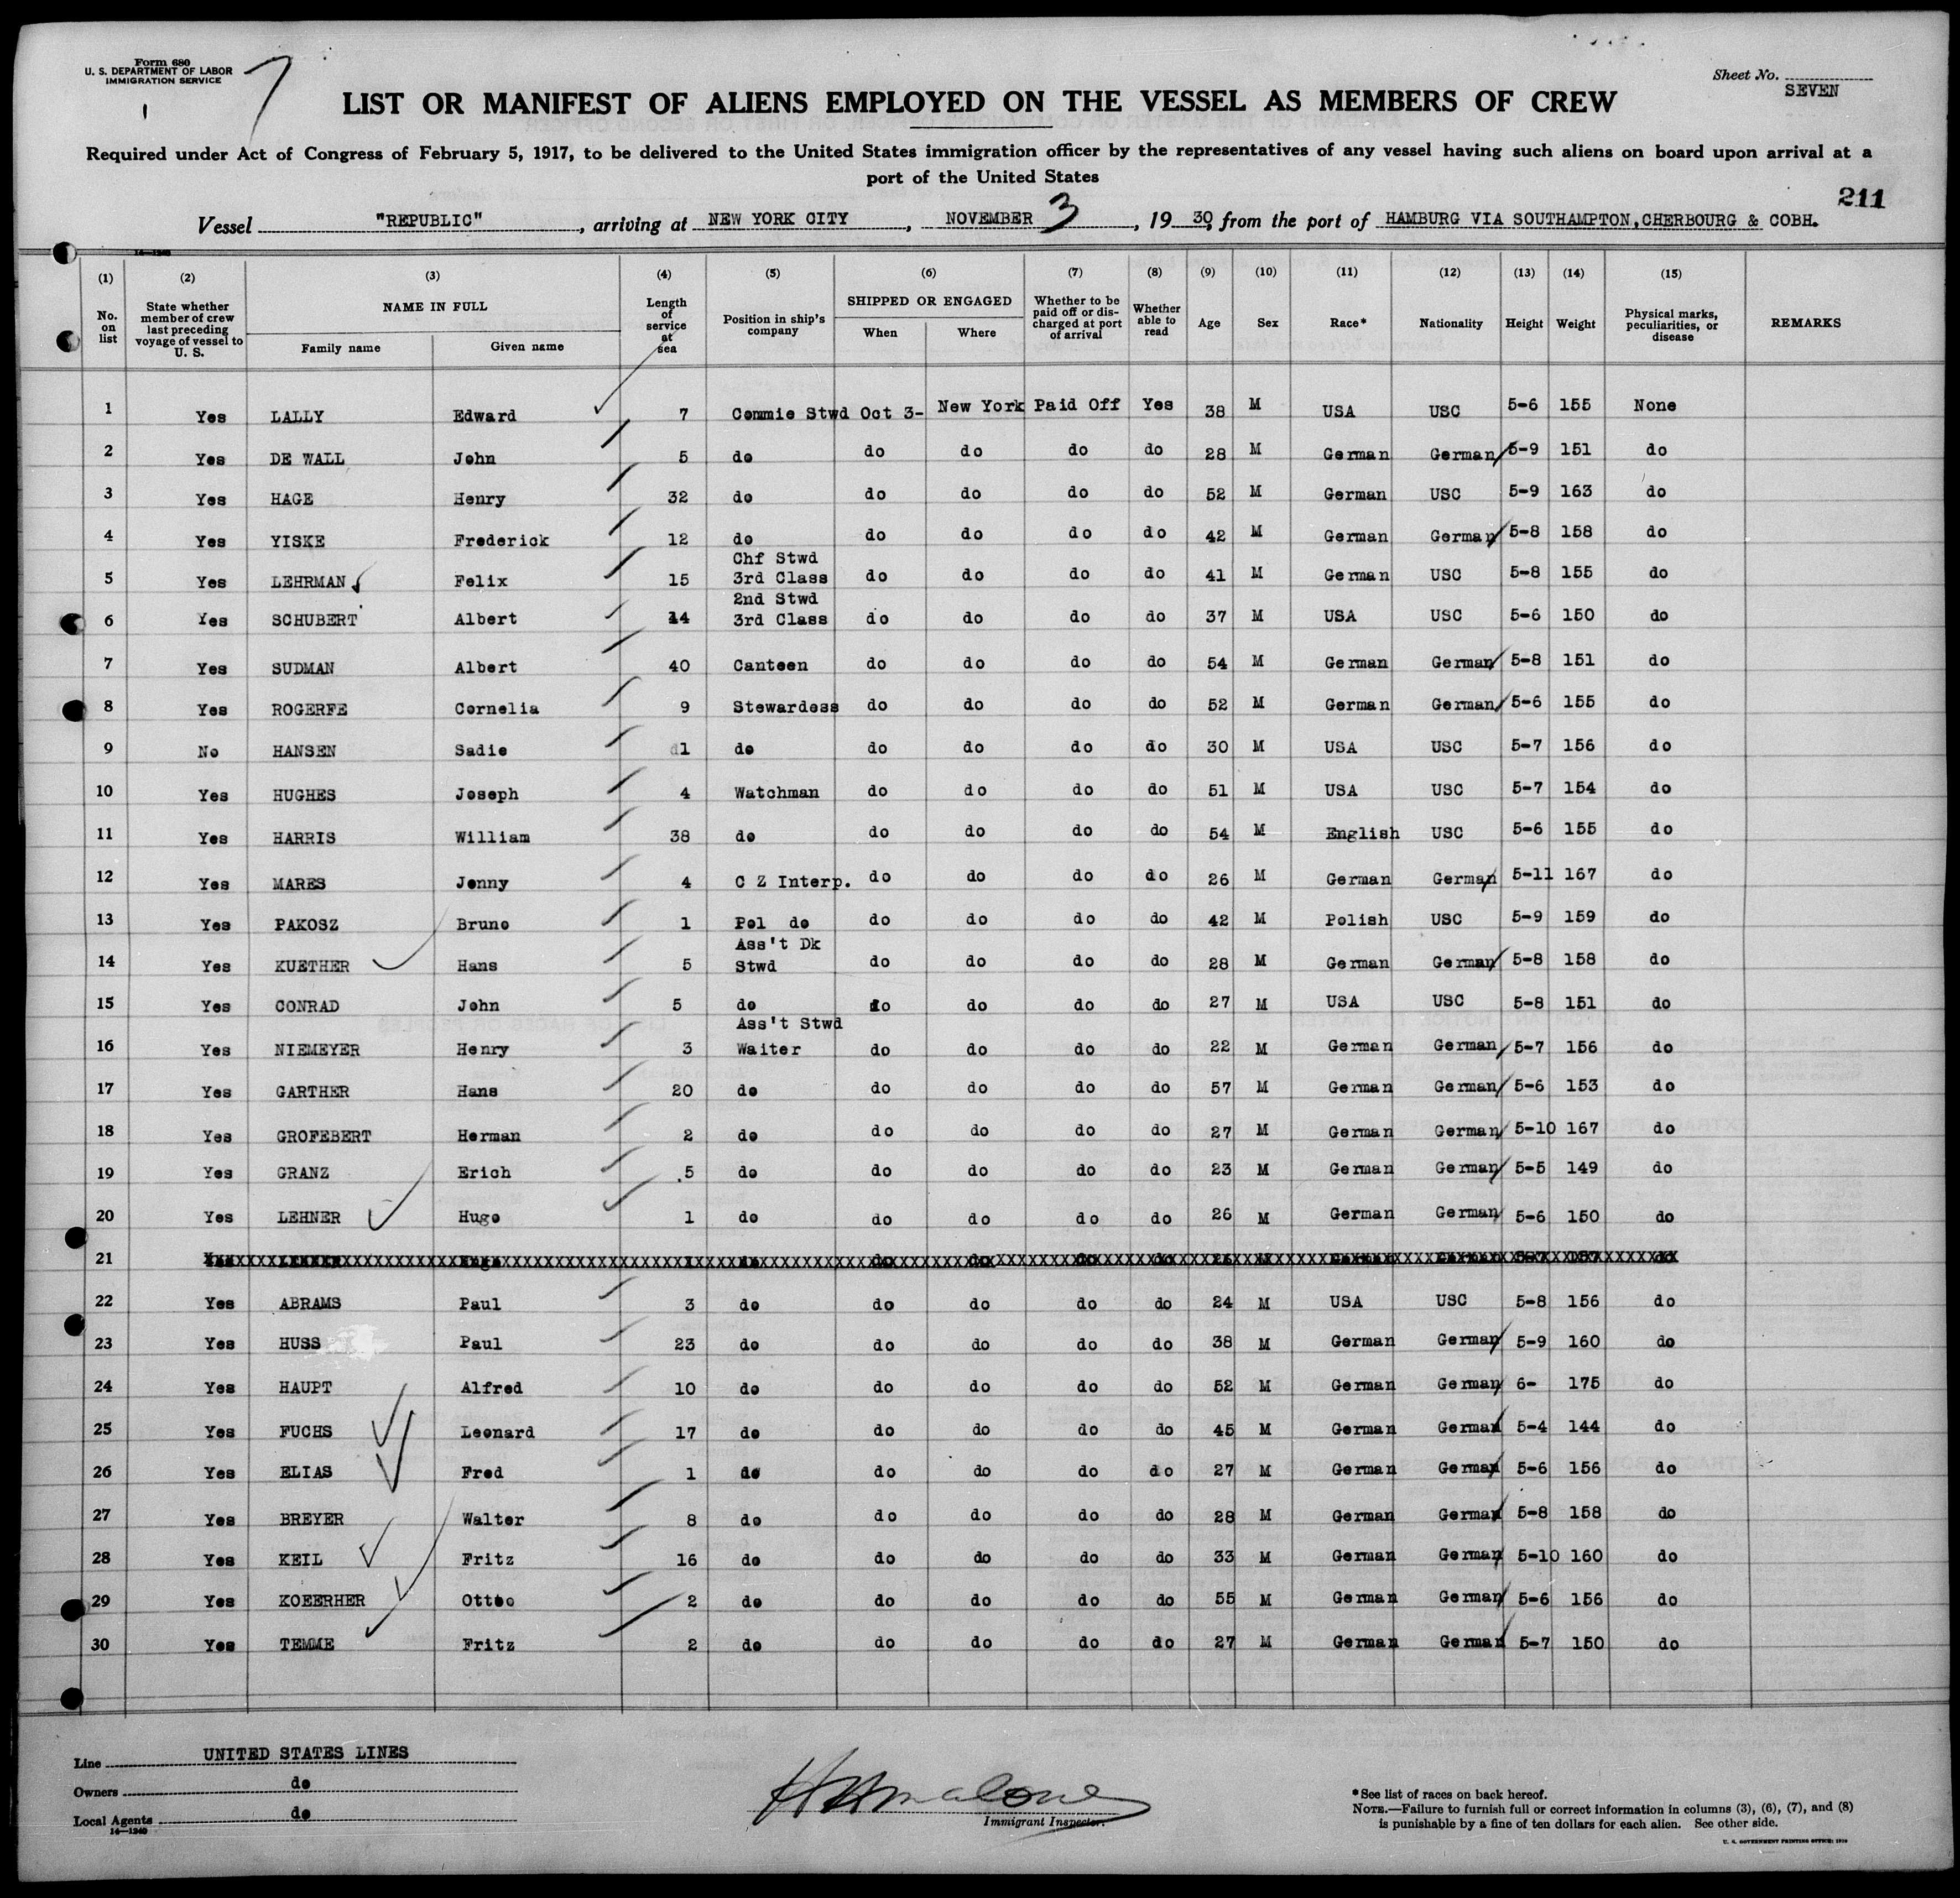 Form 680
U. S. DEPARTMENT OF LABOR
IMMIGRATION SERVICE
7
Sheet No.
SEVEN
LIST OR MANIFEST OF ALIENS EMPLOYED ON THE VESSEL AS MEMBERS OF CREW
Required under Act of Congress of February 5, 1917, to be delivered to the United States immigration officer by the representatives of any vessel having such aliens on board upon arrival at a
port of the United States
211
Vessel "REPUBLIC", arriving at NEW YORK CITY, NOVEMBER 3, 19 30, from the port of HAMBURG VIA SOUTHAMPTON,CHERBOURG & COBH.
14—1240
(1) (2) (3) (4) (5) (6) (7) (8) (9) (10) (11) (12) (13) (14) (15)
No. on list
State whether member of crew last preceding voyage of vessel to U. S.
NAME IN FULL
Family name Given name
Length of service at sea
Position in ship's company
SHIPPED OR ENGAGED
When Where
Whether to be paid off or discharged at port of arrival
Whether able to read
Age
Sex
Race*
Nationality
Height
Weight
Physical marks, peculiarities, or disease
REMARKS
1 Yes LALLY Edward 7 Commie Stwd Oct 3- New York Paid Off Yes 38 M USA USC 5-6 155 None
2 Yes DE WALL John 5 do do do do do 28 M German German 5-9 151 do
3 Yes HAGE Henry 32 do do do do do 52 M German USC 5-9 163 do
4 Yes YISKE Frederick 12 do do do do do 42 M German German 5-8 158 do
5 Yes LEHRMAN Felix 15 Chf Stwd 3rd Class do do do do 41 M German USC 5-8 155 do
6 Yes SCHUBERT Albert 14 2nd Stwd 3rd Class do do do do 37 M USA USC 5-6 150 do
7 Yes SUDMAN Albert 40 Canteen do do do do 54 M German German 5-8 151 do
8 Yes ROGERFE Cornelia 9 Stewardess do do do do 52 M German German 5-6 155 do
9 No HANSEN Sadie 1 do do do do do 30 M USA USC 5-7 156 do
10 Yes HUGHES Joseph 4 Watchman do do do do 51 M USA USC 5-7 154 do
11 Yes HARRIS William 38 do do do do do 54 M English USC 5-6 155 do
12 Yes MARES Jenny 4 C Z Interp. do do do do 26 M German German 5-11 167 do
13 Yes PAKOSZ Bruno 1 Pol do do do do do 42 M Polish USC 5-9 159 do
14 Yes KUETHER Hans 5 Ass't Dk Stwd do do do do 28 M German German 5-8 158 do
15 Yes CONRAD John 5 do do do do do 27 M USA USC 5-8 151 do
16 Yes NIEMEYER Henry 3 Ass't Stwd Waiter do do do do 22 M German German 5-7 156 do
17 Yes GARTHER Hans 20 do do do do do 57 M German German 5-6 153 do
18 Yes GROFEBERT Herman 2 do do do do do 27 M German German 5-10 167 do
19 Yes GRANZ Erich 5 do do do do do 23 M German German 5-5 149 do
20 Yes LEHNER Hugo 1 do do do do do 26 M German German 5-6 150 do
21
22 Yes ABRAMS Paul 3 do do do do do 24 M USA USC 5-8 156 do
23 Yes HUSS Paul 23 do do do do do 38 M German German 5-9 160 do
24 Yes HAUPT Alfred 10 do do do do do 52 M German German 6- 175 do
25 Yes FUCHS Leonard 17 do do do do do 45 M German German 5-4 144 do
26 Yes ELIAS Fred 1 do do do do do 27 M German German 5-6 156 do
27 Yes BREYER Walter 8 do do do do do 28 M German German 5-8 158 do
28 Yes KEIL Fritz 16 do do do do do 33 M German German 5-10 160 do
29 Yes KOEERHER Ottoo 2 do do do do do 55 M German German 5-6 156 do
30 Yes TEMME Fritz 2 do do do do do 27 M German German 5-7 150 do
Line UNITED STATES LINES
Owners do
Local Agents do
14—1240
Immigrant Inspector.
*See list of races on back hereof.
NOTE.—Failure to furnish full or correct information in columns (3), (6), (7), and (8)
is punishable by a fine of ten dollars for each alien. See other side.